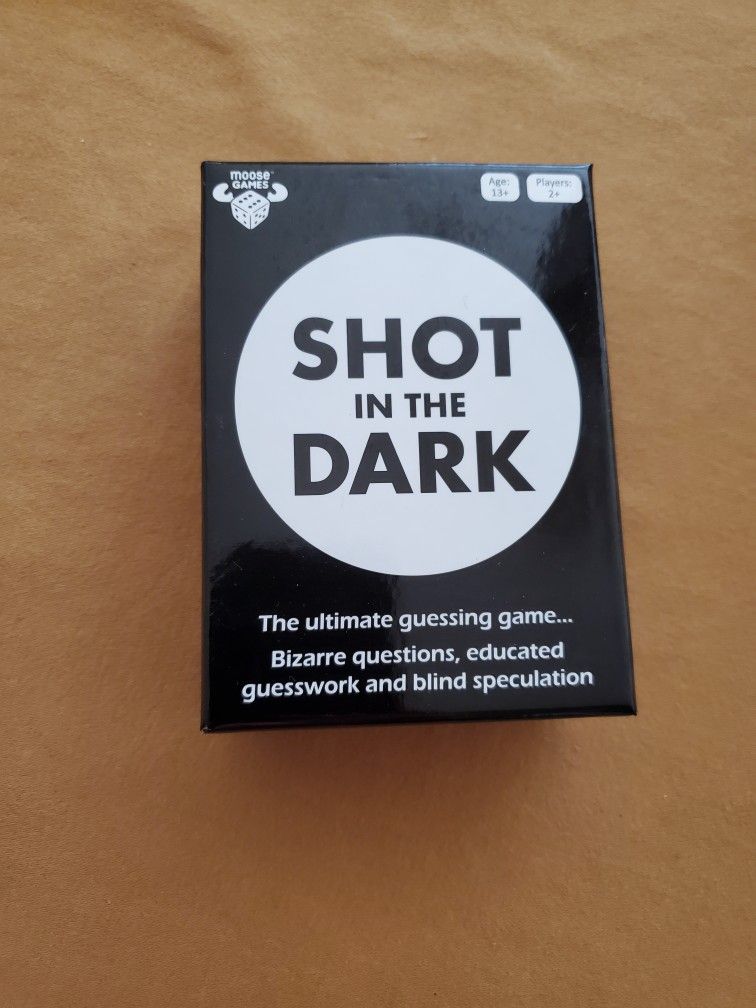 moose™
GAMES
Age:
13+
Players:
2+
SHOT
IN THE
DARK
The ultimate guessing game...
Bizarre questions, educated
guesswork and blind speculation